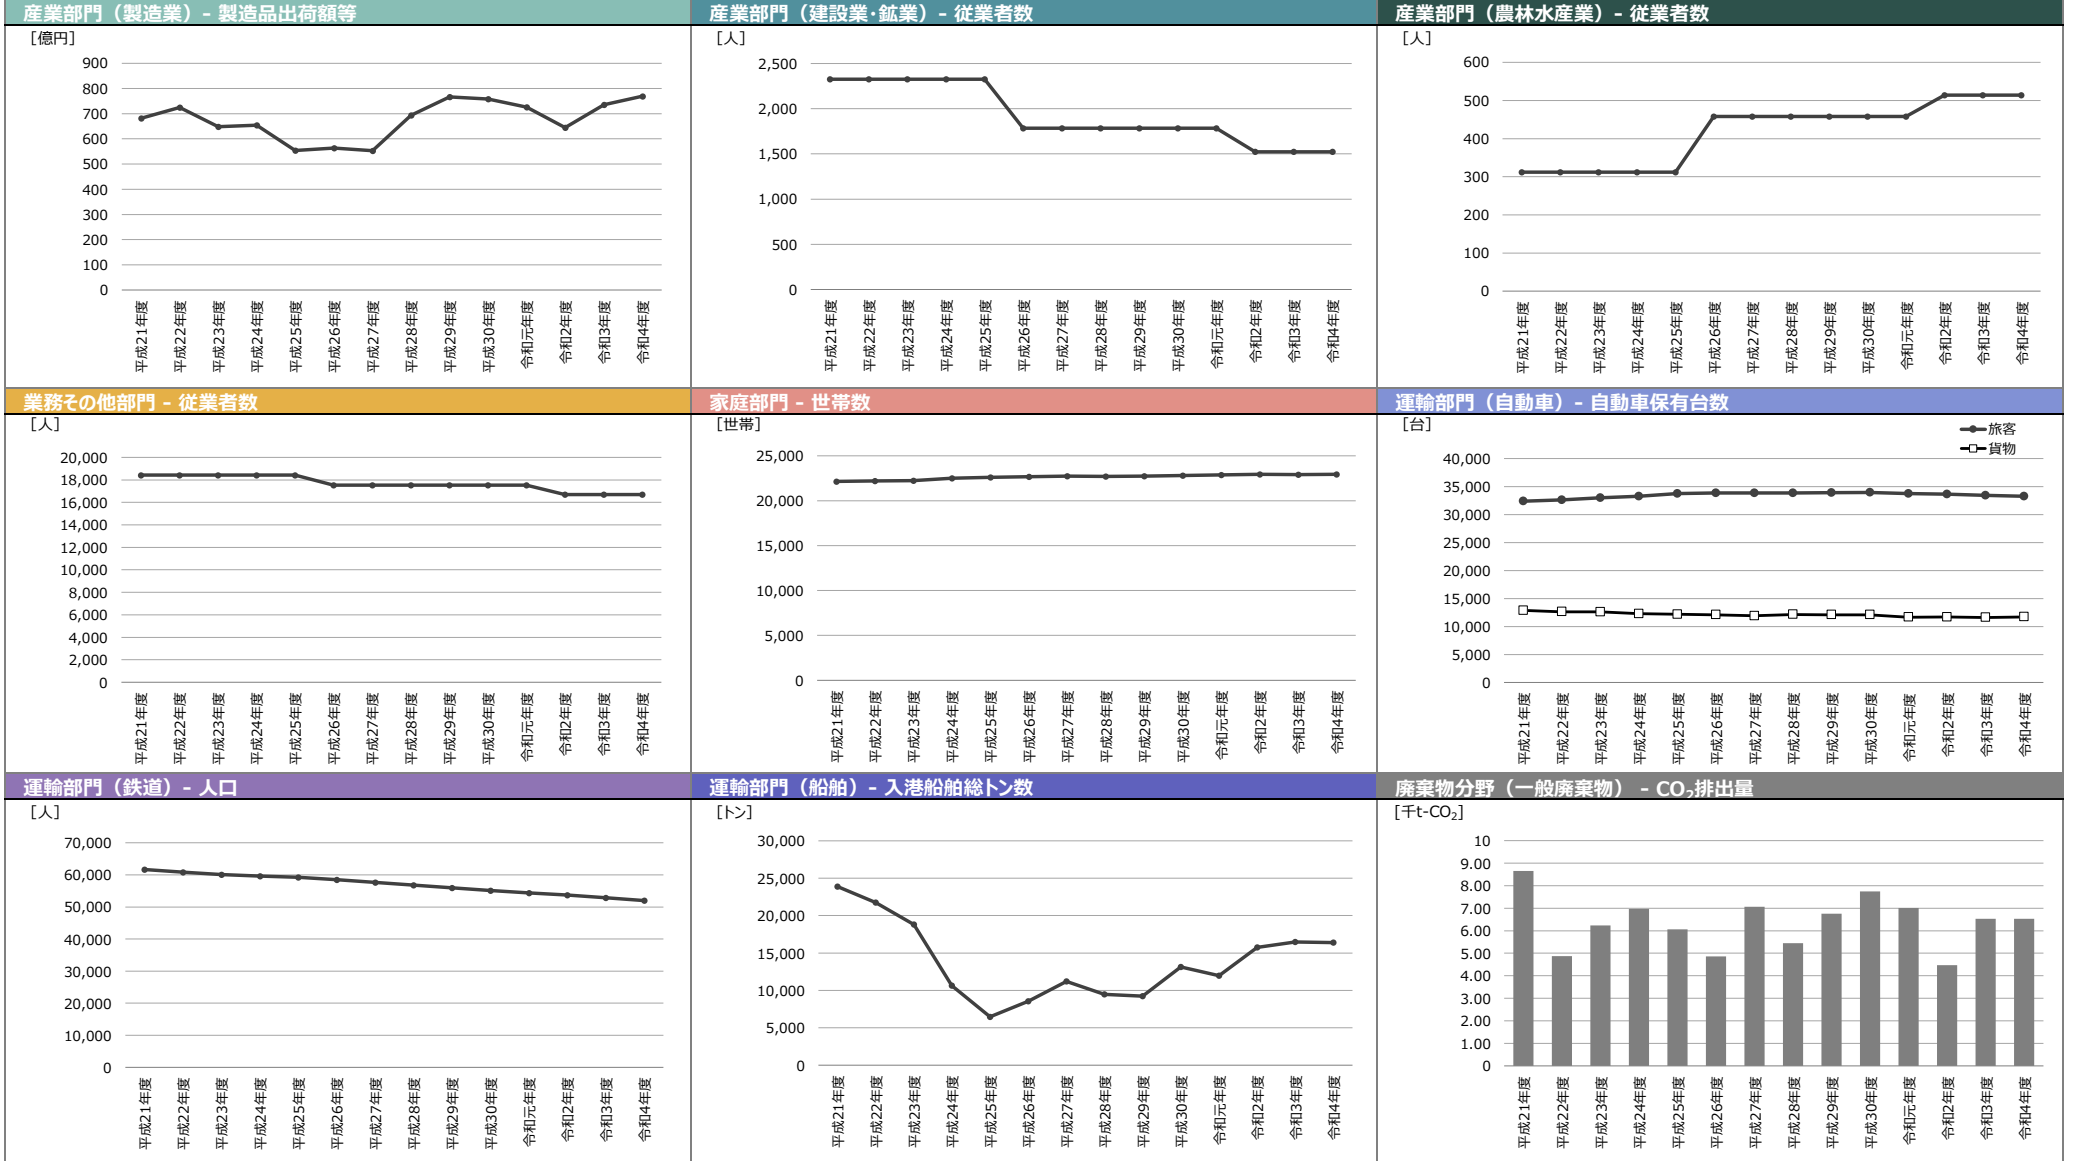 産業部門（製造業）- 製造品出荷額等
[億円]
900
800
700
600
500
400
300
200
100
0
平成21年度
平成22年度
平成23年度
平成24年度
平成25年度
平成26年度
平成27年度
平成28年度
平成29年度
平成30年度
令和元年度
令和2年度
令和3年度
令和4年度
産業部門（建設業･鉱業）- 従業者数
[人]
2,500
2,000
1,500
1,000
500
0
平成21年度
平成22年度
平成23年度
平成24年度
平成25年度
平成26年度
平成27年度
平成28年度
平成29年度
平成30年度
令和元年度
令和2年度
令和3年度
令和4年度
産業部門（農林水産業）- 従業者数
[人]
600
500
400
300
200
100
0
平成21年度
平成22年度
平成23年度
平成24年度
平成25年度
平成26年度
平成27年度
平成28年度
平成29年度
平成30年度
令和元年度
令和2年度
令和3年度
令和4年度
業務その他部門 - 従業者数
[人]
20,000
18,000
16,000
14,000
12,000
10,000
8,000
6,000
4,000
2,000
0
平成21年度
平成22年度
平成23年度
平成24年度
平成25年度
平成26年度
平成27年度
平成28年度
平成29年度
平成30年度
令和元年度
令和2年度
令和3年度
令和4年度
家庭部門 - 世帯数
[世帯]
25,000
20,000
15,000
10,000
5,000
0
平成21年度
平成22年度
平成23年度
平成24年度
平成25年度
平成26年度
平成27年度
平成28年度
平成29年度
平成30年度
令和元年度
令和2年度
令和3年度
令和4年度
運輸部門（自動車）- 自動車保有台数
[台]
旅客
貨物
40,000
35,000
30,000
25,000
20,000
15,000
10,000
5,000
0
平成21年度
平成22年度
平成23年度
平成24年度
平成25年度
平成26年度
平成27年度
平成28年度
平成29年度
平成30年度
令和元年度
令和2年度
令和3年度
令和4年度
運輸部門（鉄道）- 人口
[人]
70,000
60,000
50,000
40,000
30,000
20,000
10,000
0
平成21年度
平成22年度
平成23年度
平成24年度
平成25年度
平成26年度
平成27年度
平成28年度
平成29年度
平成30年度
令和元年度
令和2年度
令和3年度
令和4年度
運輸部門（船舶）- 入港船舶総トン数
[トン]
30,000
25,000
20,000
15,000
10,000
5,000
0
平成21年度
平成22年度
平成23年度
平成24年度
平成25年度
平成26年度
平成27年度
平成28年度
平成29年度
平成30年度
令和元年度
令和2年度
令和3年度
令和4年度
廃棄物分野（一般廃棄物） - CO₂排出量
[千t-CO₂]
10
9.00
8.00
7.00
6.00
5.00
4.00
3.00
2.00
1.00
0
平成21年度
平成22年度
平成23年度
平成24年度
平成25年度
平成26年度
平成27年度
平成28年度
平成29年度
平成30年度
令和元年度
令和2年度
令和3年度
令和4年度